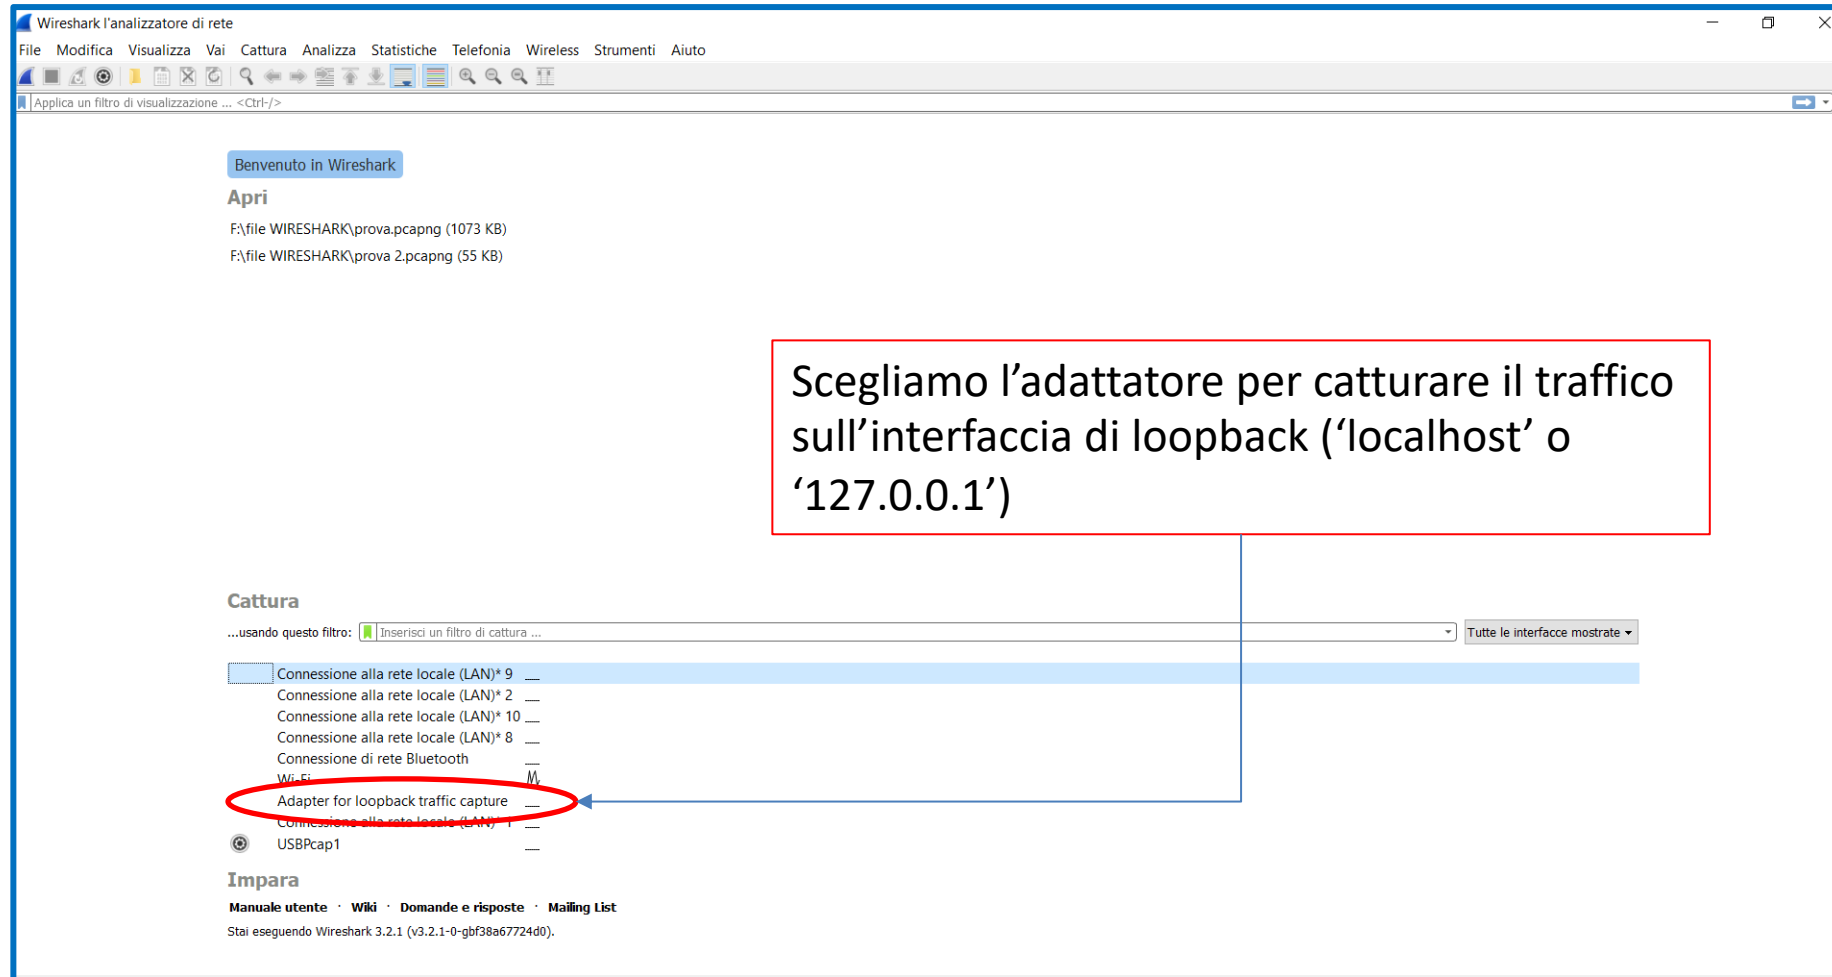 Wireshark l'analizzatore di rete
File Modifica Visualizza Vai Cattura Analizza Statistiche Telefonia Wireless Strumenti Aiuto
Applica un filtro di visualizzazione ... <Ctrl-/>
Benvenuto in Wireshark
Apri
F:\file WIRESHARK\prova.pcapng (1073 KB)
F:\file WIRESHARK\prova 2.pcapng (55 KB)
Scegliamo l’adattatore per catturare il traffico
sull’interfaccia di loopback (‘localhost’ o
‘127.0.0.1’)
Cattura
...usando questo filtro: Inserisci un filtro di cattura ... Tutte le interfacce mostrate
Connessione alla rete locale (LAN)* 9
Connessione alla rete locale (LAN)* 2
Connessione alla rete locale (LAN)* 10
Connessione alla rete locale (LAN)* 8
Connessione di rete Bluetooth
Wi-Fi
Adapter for loopback traffic capture
Connessione alla rete locale (LAN)* 1
USBPcap1
Impara
Manuale utente · Wiki · Domande e risposte · Mailing List
Stai eseguendo Wireshark 3.2.1 (v3.2.1-0-gbf38a67724d0).